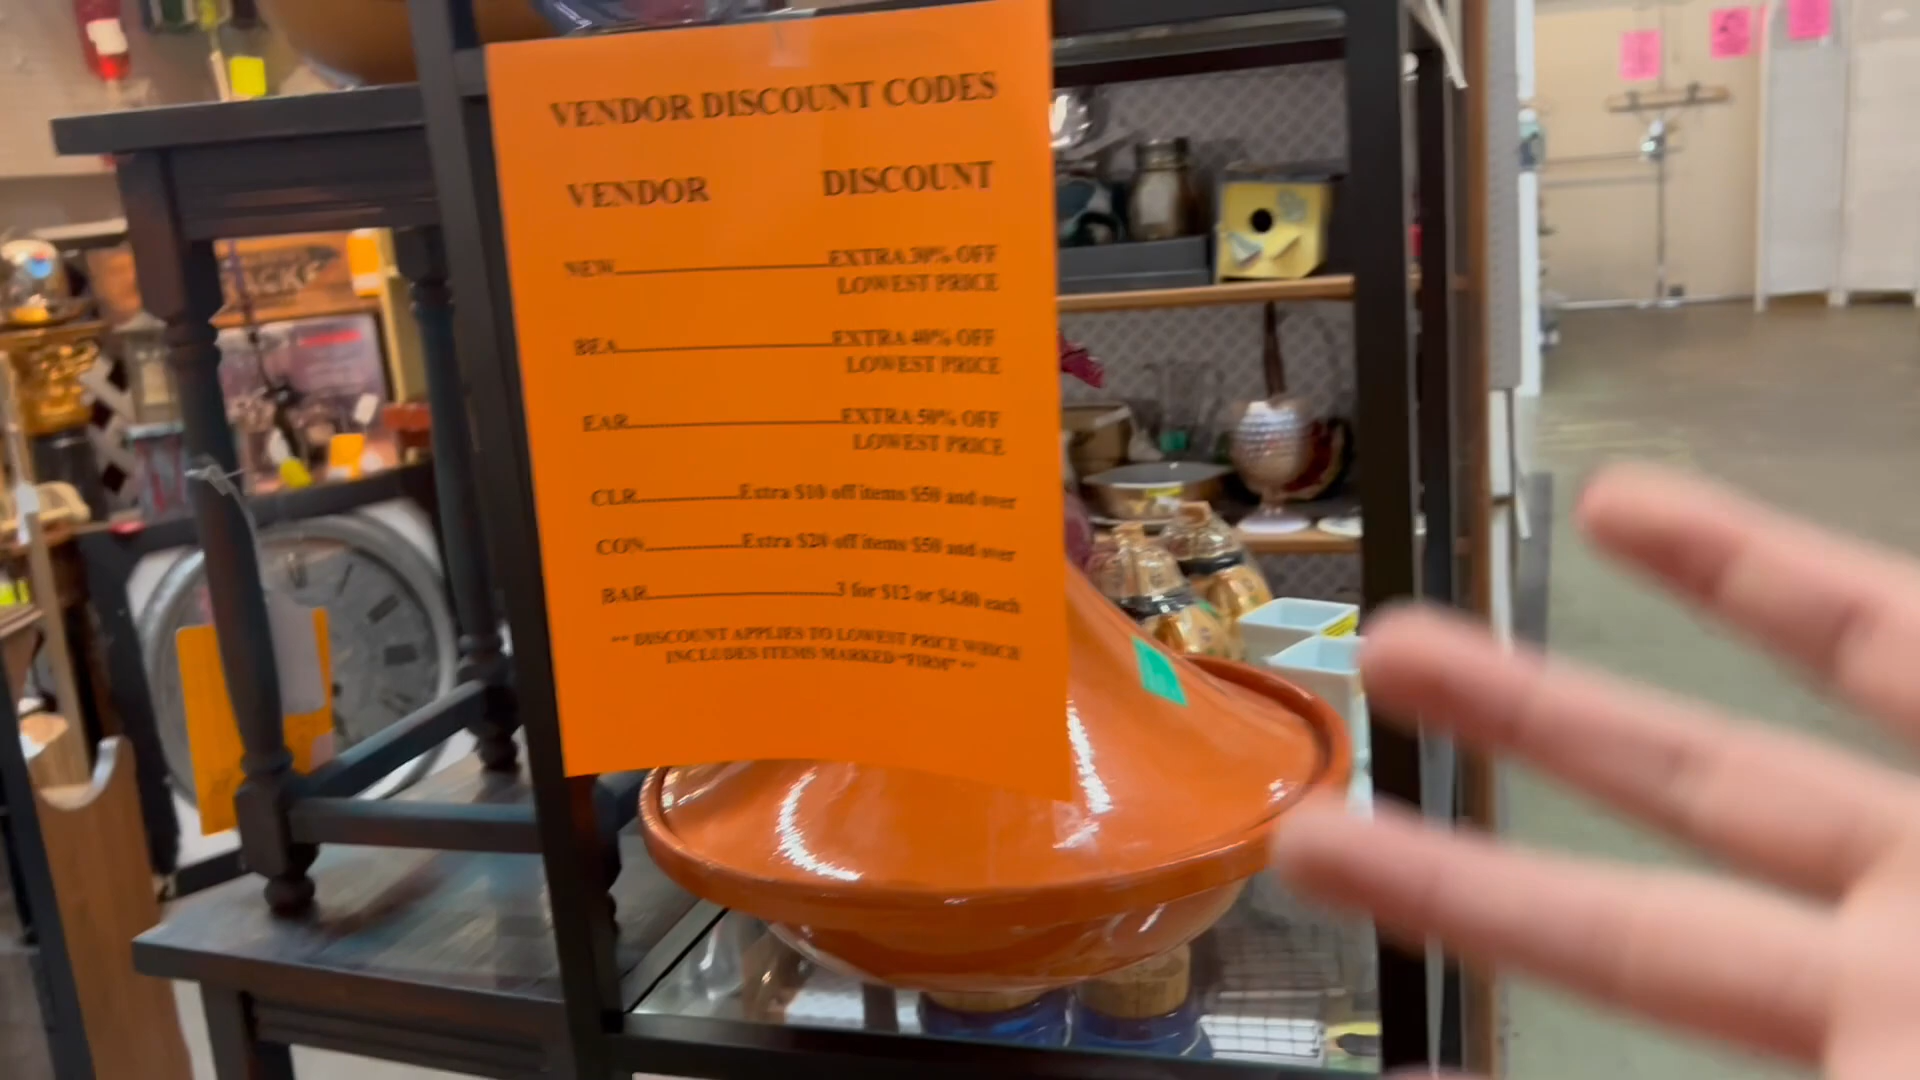 VENDOR DISCOUNT CODES
VENDOR DISCOUNT
NEW....................EXTRA 30% OFF
LOWEST PRICE
BEA....................EXTRA 40% OFF
LOWEST PRICE
EAR....................EXTRA 50% OFF
LOWEST PRICE
CLR..........Extra $10 off items $50 and over
CON..........Extra $20 off items $50 and over
BAR....................3 for $12 or $4.80 each
** DISCOUNT APPLIES TO LOWEST PRICE WHICH
INCLUDES ITEMS MARKED "FIRM" **